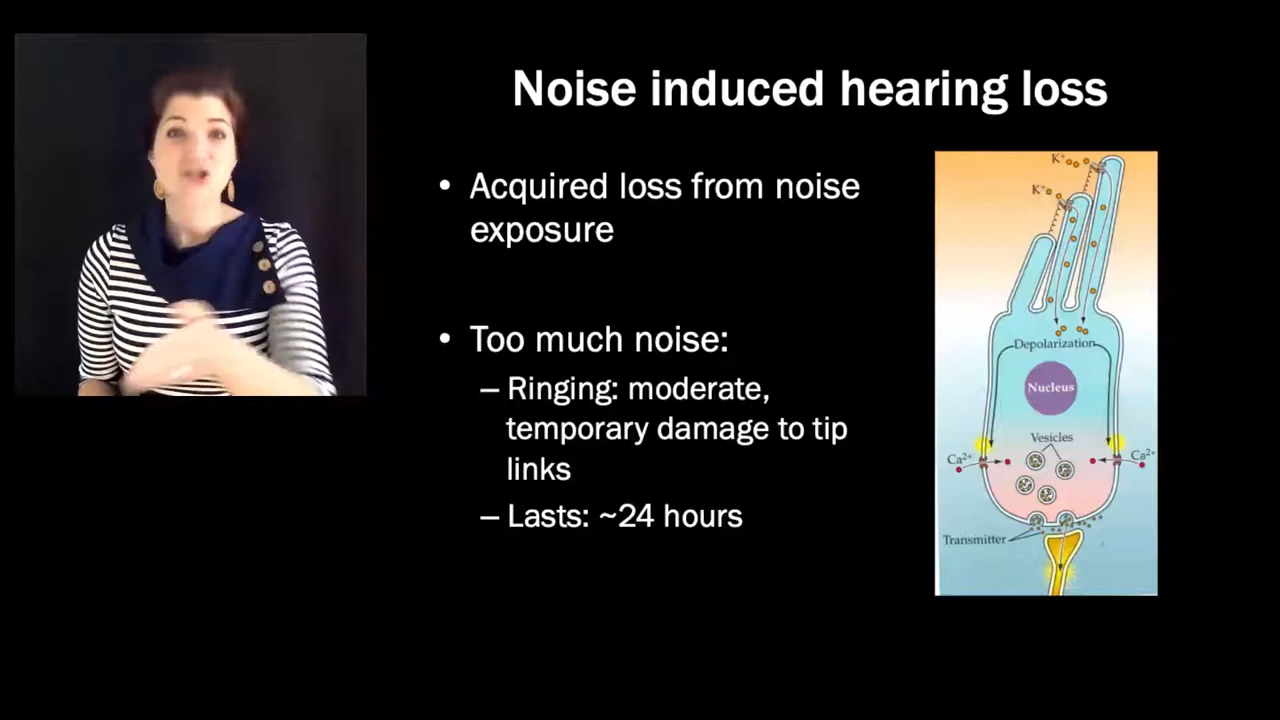 Noise induced hearing loss
• Acquired loss from noise
exposure
• Too much noise:
– Ringing: moderate,
temporary damage to tip
links
– Lasts: ~24 hours
K⁺
K⁺
Depolarization
Nucleus
Vesicles
Ca²⁺
Ca²⁺
Transmitter